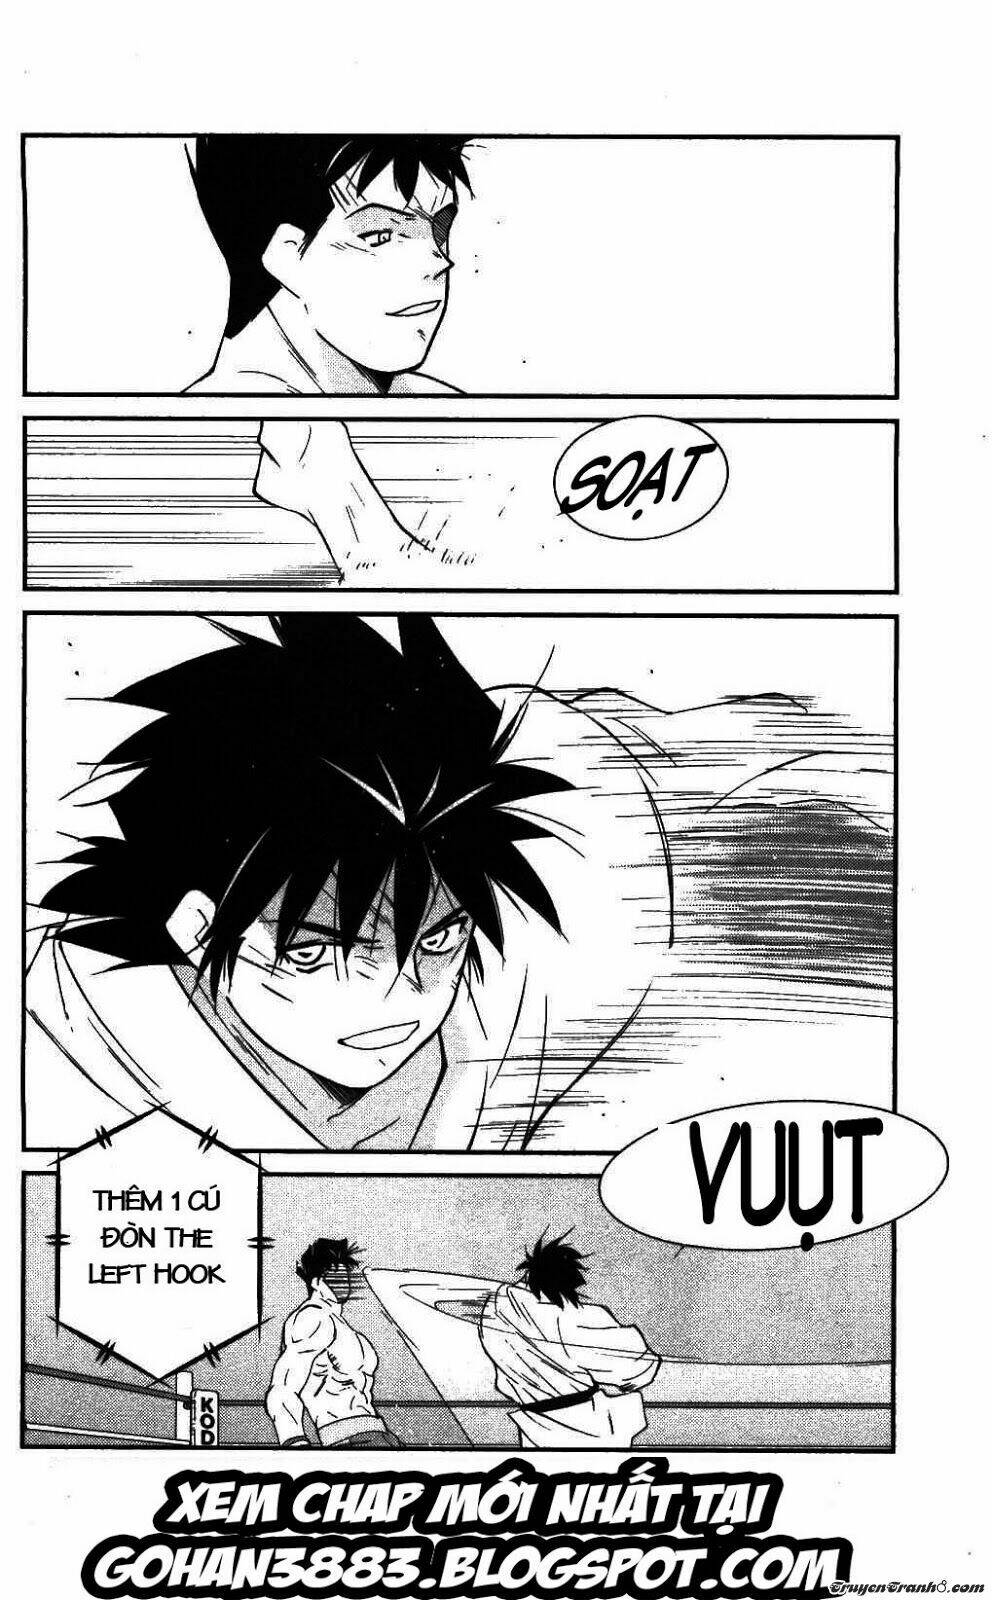 SOẠT
VUỤT
THÊM 1 CÚ
ĐÒN THE
LEFT HOOK
KOD
XEM CHAP MỚI NHẤT TẠI
GOHAN3883.BLOGSPOT.COM
TruyenTranh8.com